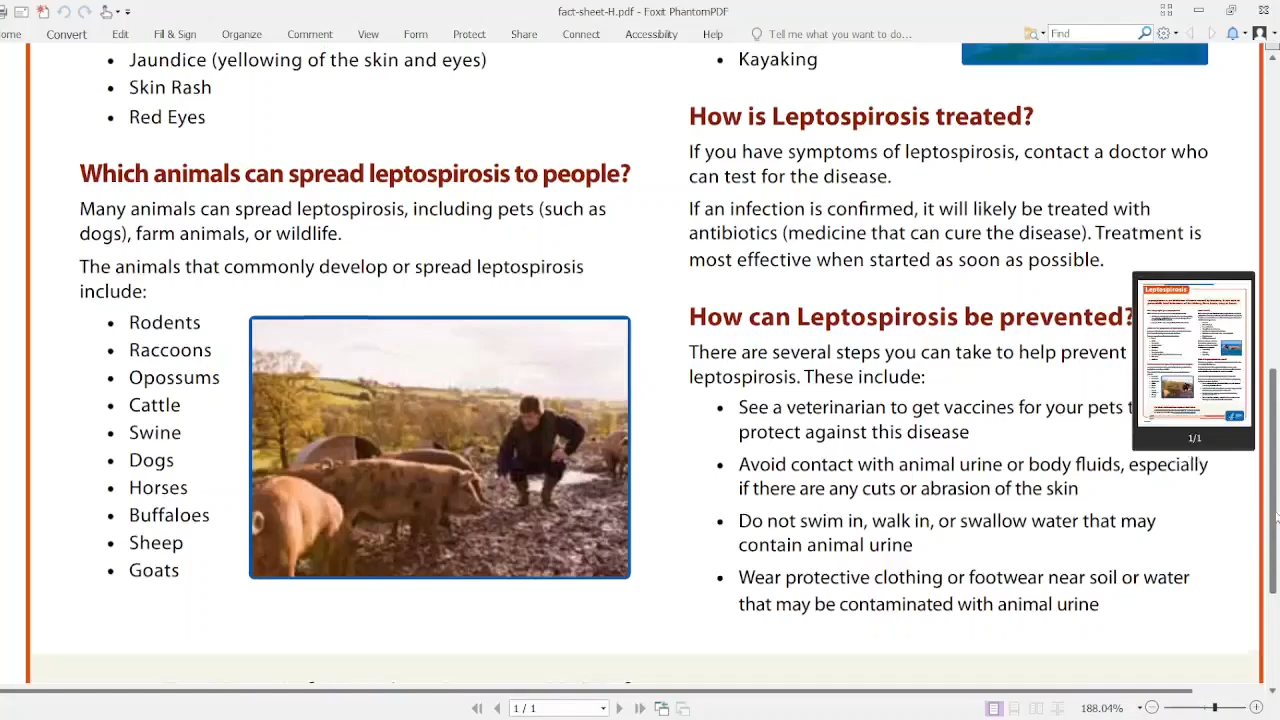 fact-sheet-H.pdf - Foxit PhantomPDF
Convert Edit Fill & Sign Organize Comment View Form Protect Share Connect Accessibility Help Tell me what you want to do... Find
• Jaundice (yellowing of the skin and eyes)
• Skin Rash
• Red Eyes
Which animals can spread leptospirosis to people?
Many animals can spread leptospirosis, including pets (such as
dogs), farm animals, or wildlife.
The animals that commonly develop or spread leptospirosis
include:
• Rodents
• Raccoons
• Opossums
• Cattle
• Swine
• Dogs
• Horses
• Buffaloes
• Sheep
• Goats
• Kayaking
How is Leptospirosis treated?
If you have symptoms of leptospirosis, contact a doctor who
can test for the disease.
If an infection is confirmed, it will likely be treated with
antibiotics (medicine that can cure the disease). Treatment is
most effective when started as soon as possible.
How can Leptospirosis be prevented?
There are several steps you can take to help prevent
leptospirosis. These include:
• See a veterinarian to get vaccines for your pets
protect against this disease
• Avoid contact with animal urine or body fluids, especially
if there are any cuts or abrasion of the skin
• Do not swim in, walk in, or swallow water that may
contain animal urine
• Wear protective clothing or footwear near soil or water
that may be contaminated with animal urine
Leptospirosis
1/1
1 / 1
188.04%